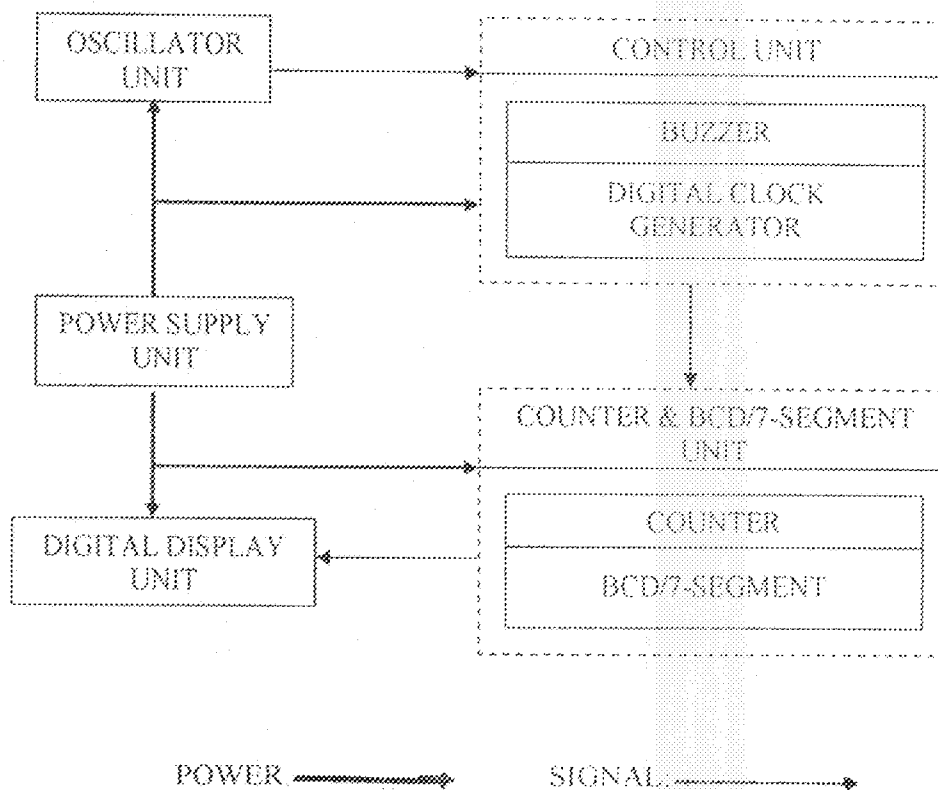 OSCILLATOR
UNIT
CONTROL UNIT
BUZZER
DIGITAL CLOCK
GENERATOR
POWER SUPPLY
UNIT
COUNTER & BCD/7-SEGMENT
UNIT
COUNTER
BCD/7-SEGMENT
DIGITAL DISPLAY
UNIT
POWER
SIGNAL